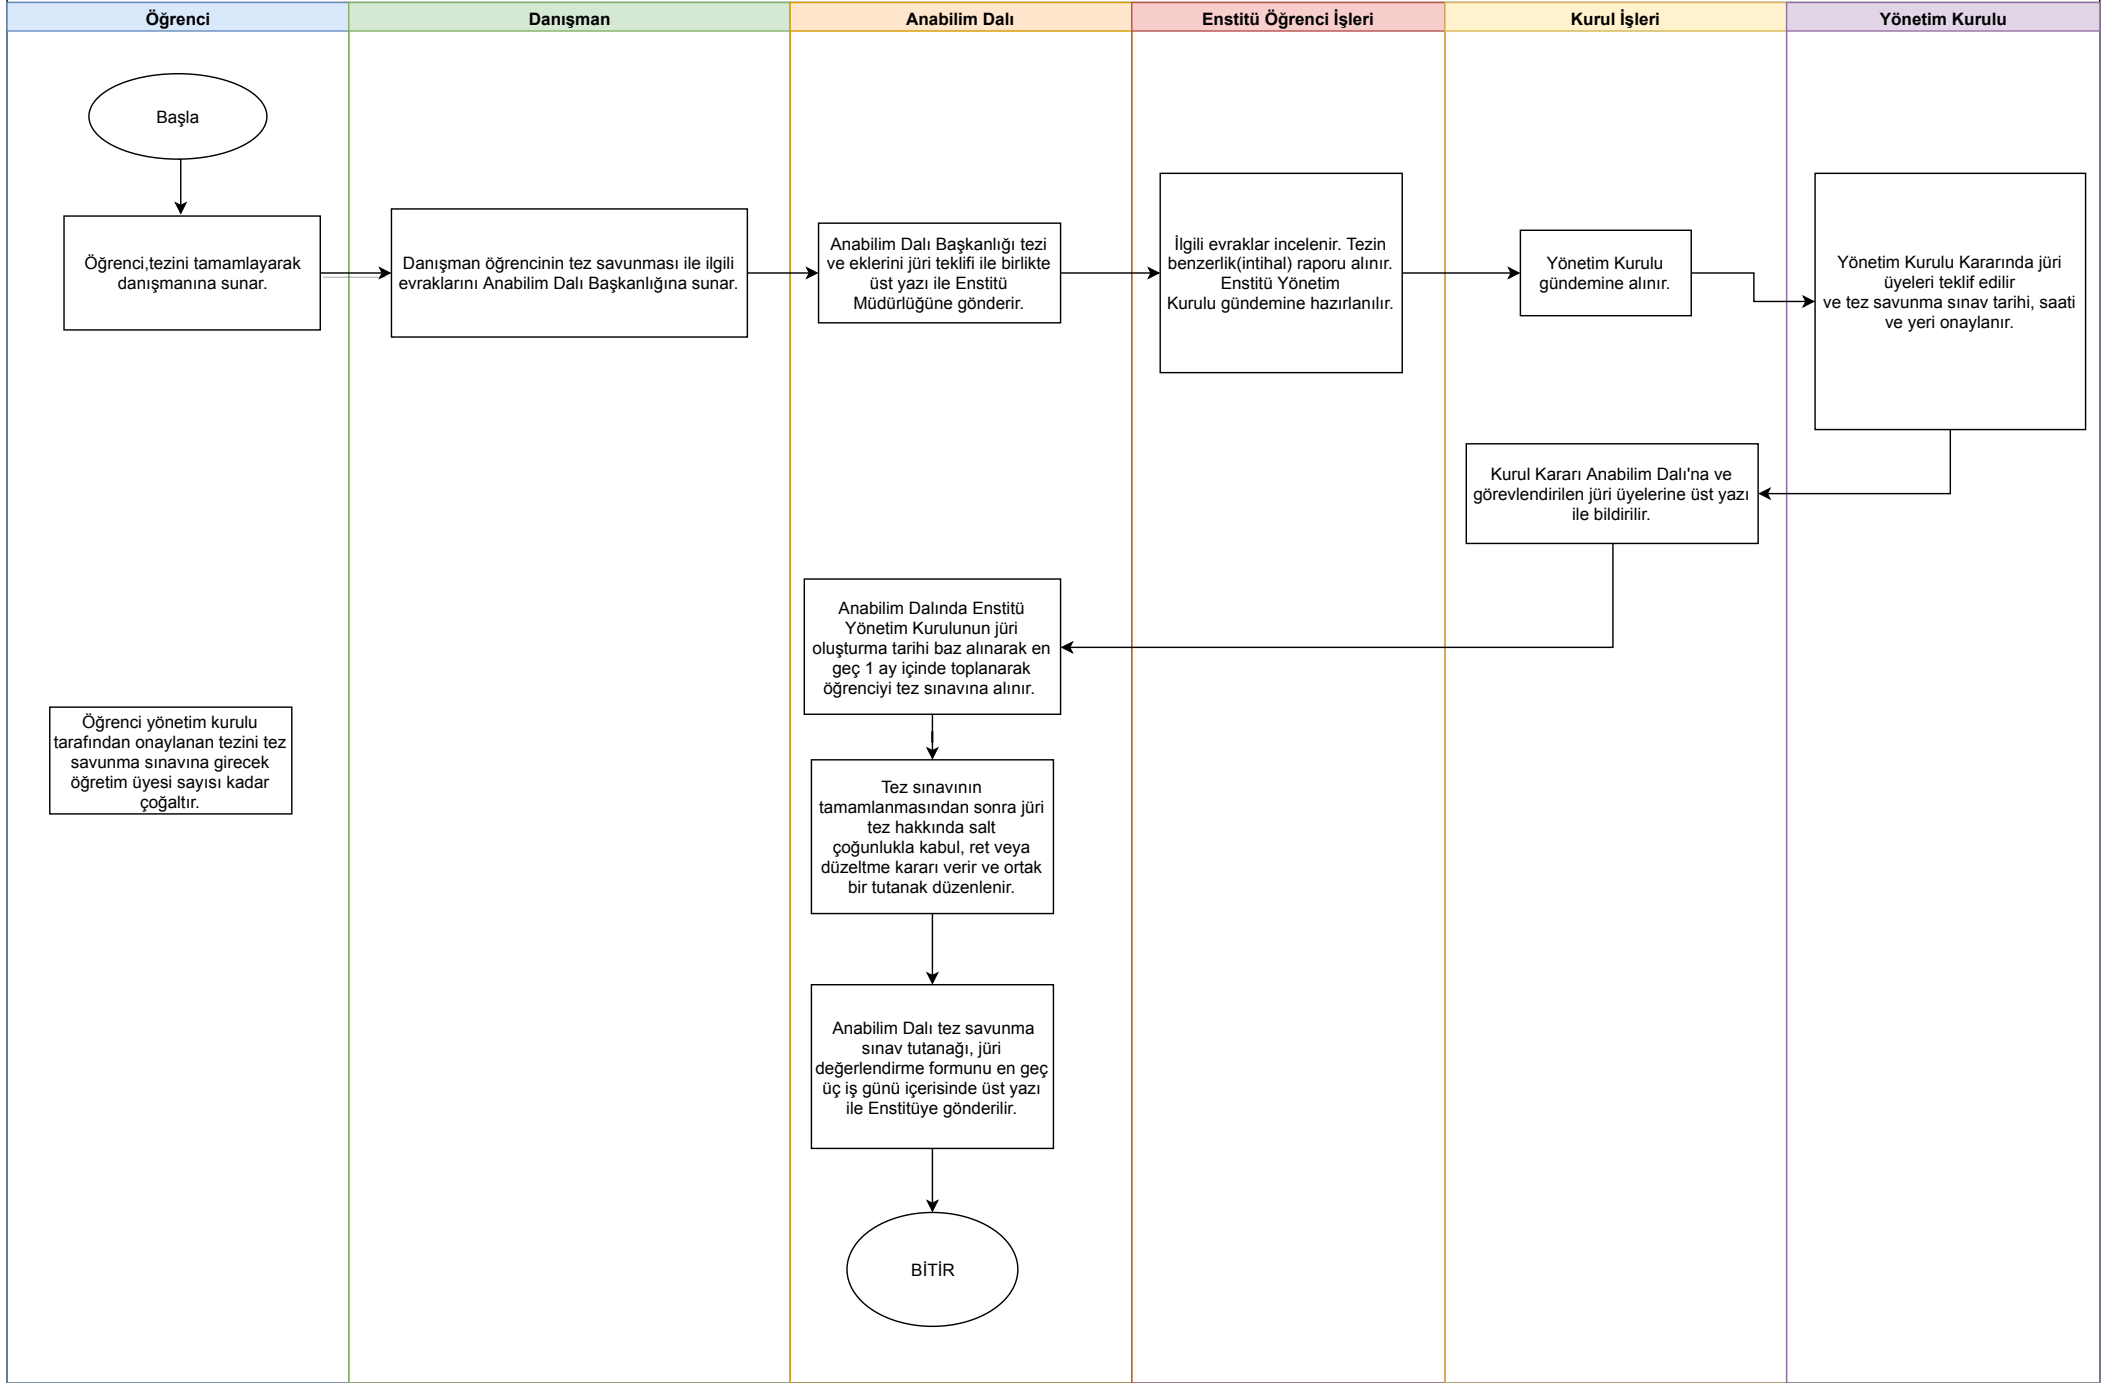 Öğrenci
Danışman
Anabilim Dalı
Enstitü Öğrenci İşleri
Kurul İşleri
Yönetim Kurulu
Başla
Öğrenci,tezini tamamlayarak
danışmanına sunar.
Danışman öğrencinin tez savunması ile ilgili
evraklarını Anabilim Dalı Başkanlığına sunar.
Anabilim Dalı Başkanlığı tezi
ve eklerini jüri teklifi ile birlikte
üst yazı ile Enstitü
Müdürlüğüne gönderir.
İlgili evraklar incelenir. Tezin
benzerlik(intihal) raporu alınır.
Enstitü Yönetim
Kurulu gündemine hazırlanılır.
Yönetim Kurulu
gündemine alınır.
Yönetim Kurulu Kararında jüri
üyeleri teklif edilir
ve tez savunma sınav tarihi, saati
ve yeri onaylanır.
Kurul Kararı Anabilim Dalı'na ve
görevlendirilen jüri üyelerine üst yazı
ile bildirilir.
Anabilim Dalında Enstitü
Yönetim Kurulunun jüri
oluşturma tarihi baz alınarak en
geç 1 ay içinde toplanarak
öğrenciyi tez sınavına alınır.
Öğrenci yönetim kurulu
tarafından onaylanan tezini tez
savunma sınavına girecek
öğretim üyesi sayısı kadar
çoğaltır.
Tez sınavının
tamamlanmasından sonra jüri
tez hakkında salt
çoğunlukla kabul, ret veya
düzeltme kararı verir ve ortak
bir tutanak düzenlenir.
Anabilim Dalı tez savunma
sınav tutanağı, jüri
değerlendirme formunu en geç
üç iş günü içerisinde üst yazı
ile Enstitüye gönderilir.
BİTİR